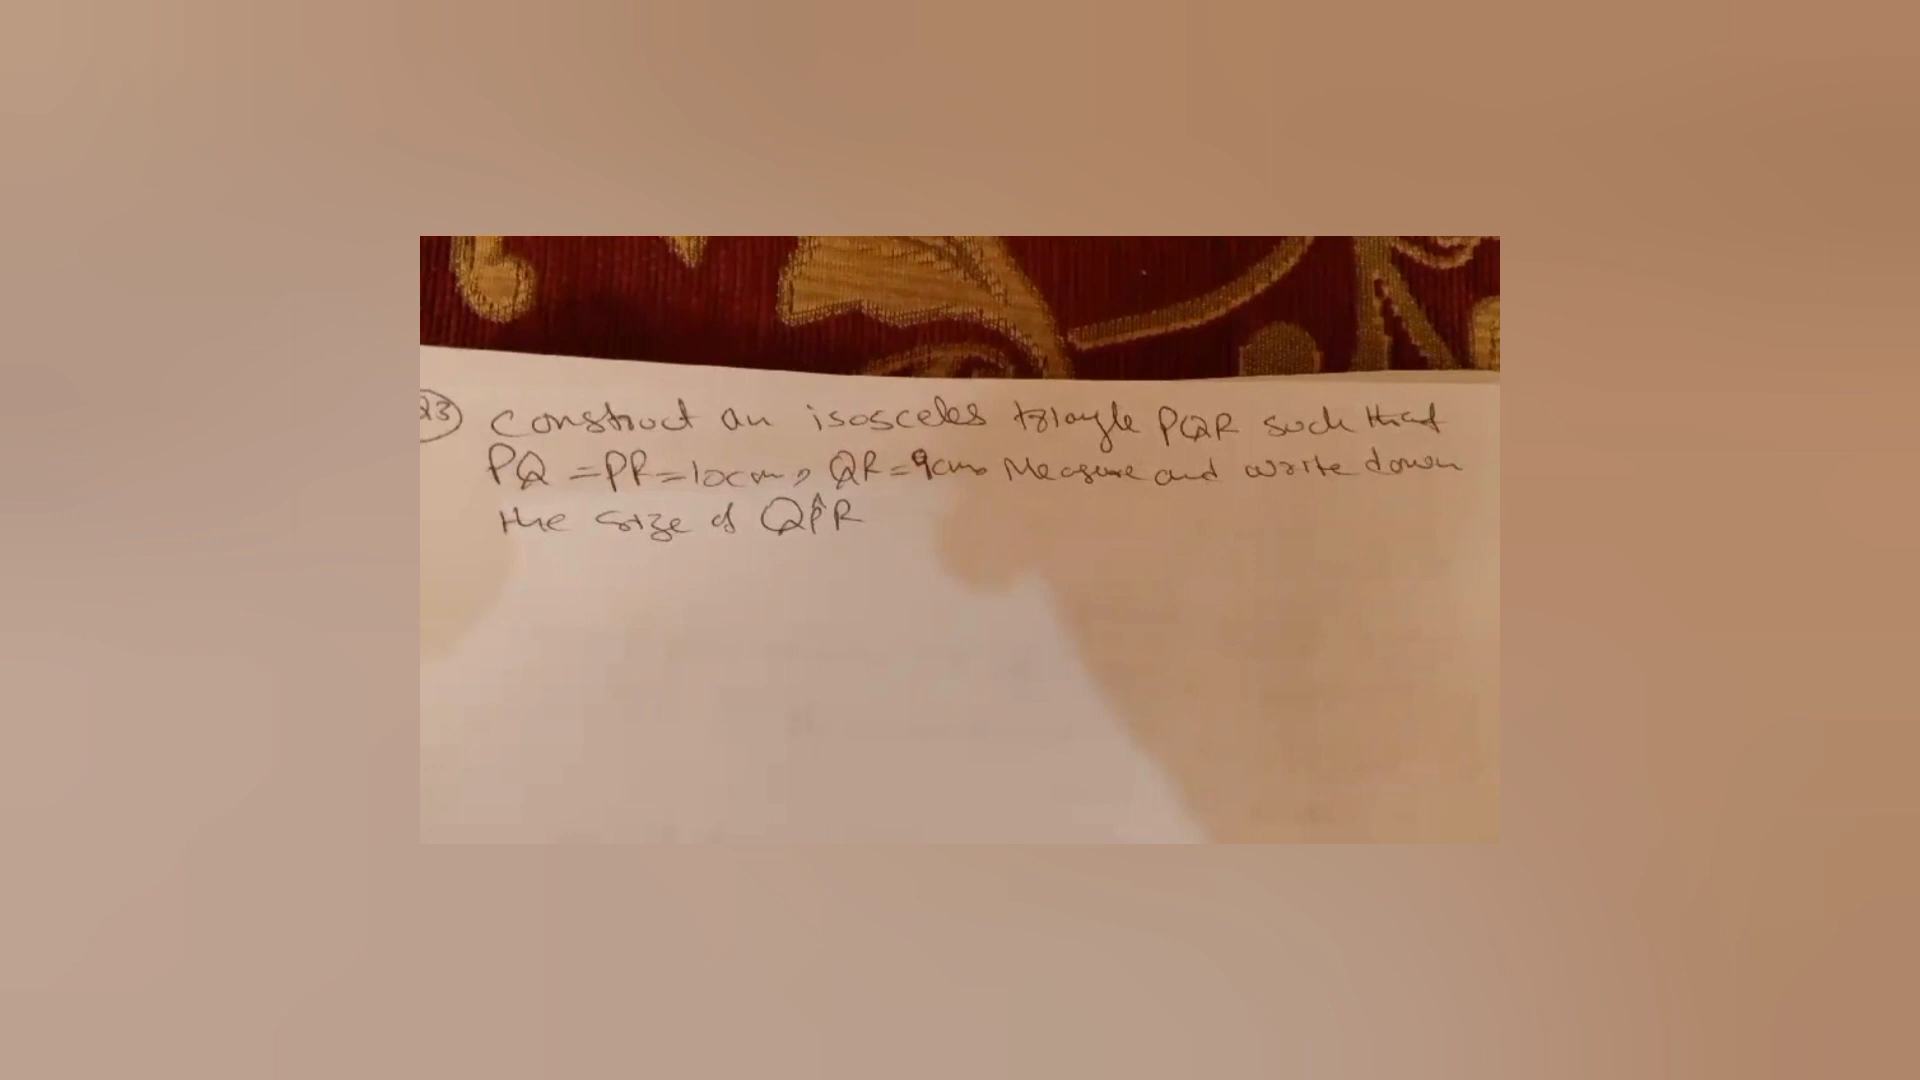 23) Construct an isosceles triangle PQR such that
PQ = PR = 10cm, QR = 9cm. Measure and write down
the size of QP̂R